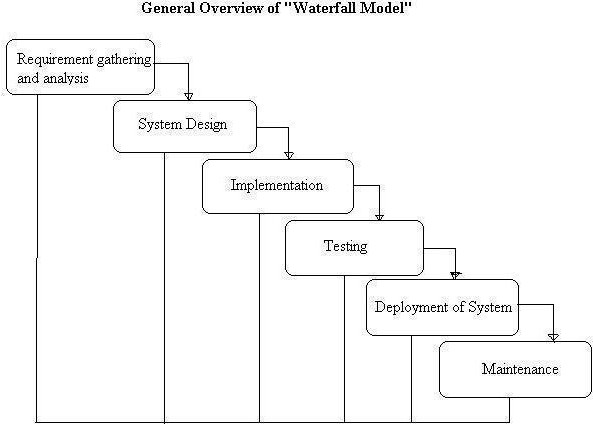 General Overview of "Waterfall Model"
Requirement gathering
and analysis
System Design
Implementation
Testing
Deployment of System
Maintenance